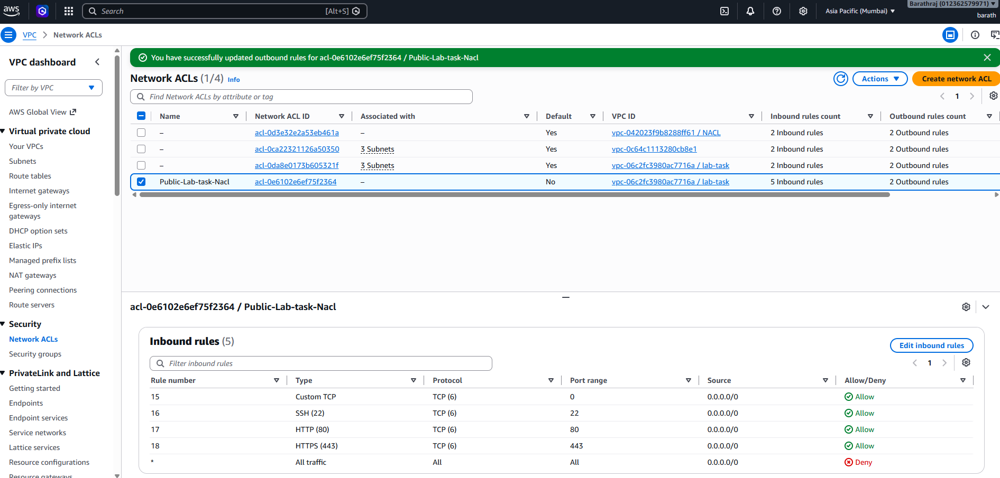 aws
Search
[Alt+S]
Asia Pacific (Mumbai)
Barathraj (012362579971)
barath
VPC
Network ACLs
VPC dashboard
Filter by VPC
AWS Global View
Virtual private cloud
Your VPCs
Subnets
Route tables
Internet gateways
Egress-only internet
gateways
DHCP option sets
Elastic IPs
Managed prefix lists
NAT gateways
Peering connections
Route servers
Security
Network ACLs
Security groups
PrivateLink and Lattice
Getting started
Endpoints
Endpoint services
Service networks
Lattice services
Resource configurations
Resource gateways
You have successfully updated outbound rules for acl-0e6102e6ef75f2364 / Public-Lab-task-Nacl
Network ACLs (1/4) Info
Actions
Create network ACL
Find Network ACLs by attribute or tag
1
Name Network ACL ID Associated with Default VPC ID Inbound rules count Outbound rules count
– acl-0d3e32e2a53eb461a – Yes vpc-042023f9b8288ff61 / NACL 2 Inbound rules 2 Outbound rules
– acl-0ca22321126a50350 3 Subnets Yes vpc-0c64c1113280cb8e1 2 Inbound rules 2 Outbound rules
– acl-0da8e0173b605321f 3 Subnets Yes vpc-06c2fc3980ac7716a / lab-task 2 Inbound rules 2 Outbound rules
Public-Lab-task-Nacl acl-0e6102e6ef75f2364 – No vpc-06c2fc3980ac7716a / lab-task 5 Inbound rules 2 Outbound rules
acl-0e6102e6ef75f2364 / Public-Lab-task-Nacl
Inbound rules (5)
Edit inbound rules
Filter inbound rules
1
Rule number Type Protocol Port range Source Allow/Deny
15 Custom TCP TCP (6) 0 0.0.0.0/0 Allow
16 SSH (22) TCP (6) 22 0.0.0.0/0 Allow
17 HTTP (80) TCP (6) 80 0.0.0.0/0 Allow
18 HTTPS (443) TCP (6) 443 0.0.0.0/0 Allow
* All traffic All All 0.0.0.0/0 Deny